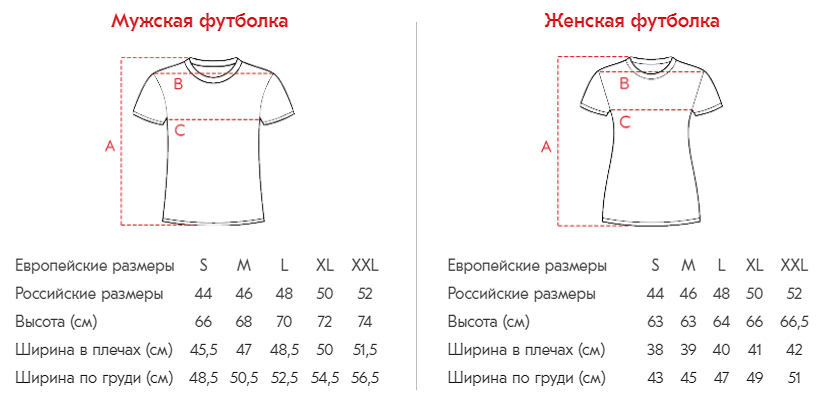 Мужская футболка
B
C
A
Европейские размеры S M L XL XXL
Российские размеры 44 46 48 50 52
Высота (см) 66 68 70 72 74
Ширина в плечах (см) 45,5 47 48,5 50 51,5
Ширина по груди (см) 48,5 50,5 52,5 54,5 56,5
Женская футболка
B
C
A
Европейские размеры S M L XL XXL
Российские размеры 44 46 48 50 52
Высота (см) 63 63 64 66 66,5
Ширина в плечах (см) 38 39 40 41 42
Ширина по груди (см) 43 45 47 49 51